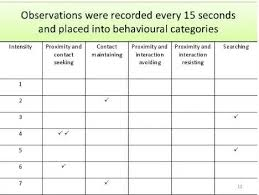 Observations were recorded every 15 seconds
and placed into behavioural categories
Intensity Proximity and contact seeking Contact maintaining Proximity and interaction avoiding Proximity and interaction resisting Searching
1
2 ✓
3 ✓
4 ✓✓
5 ✓
6 ✓
7 ✓